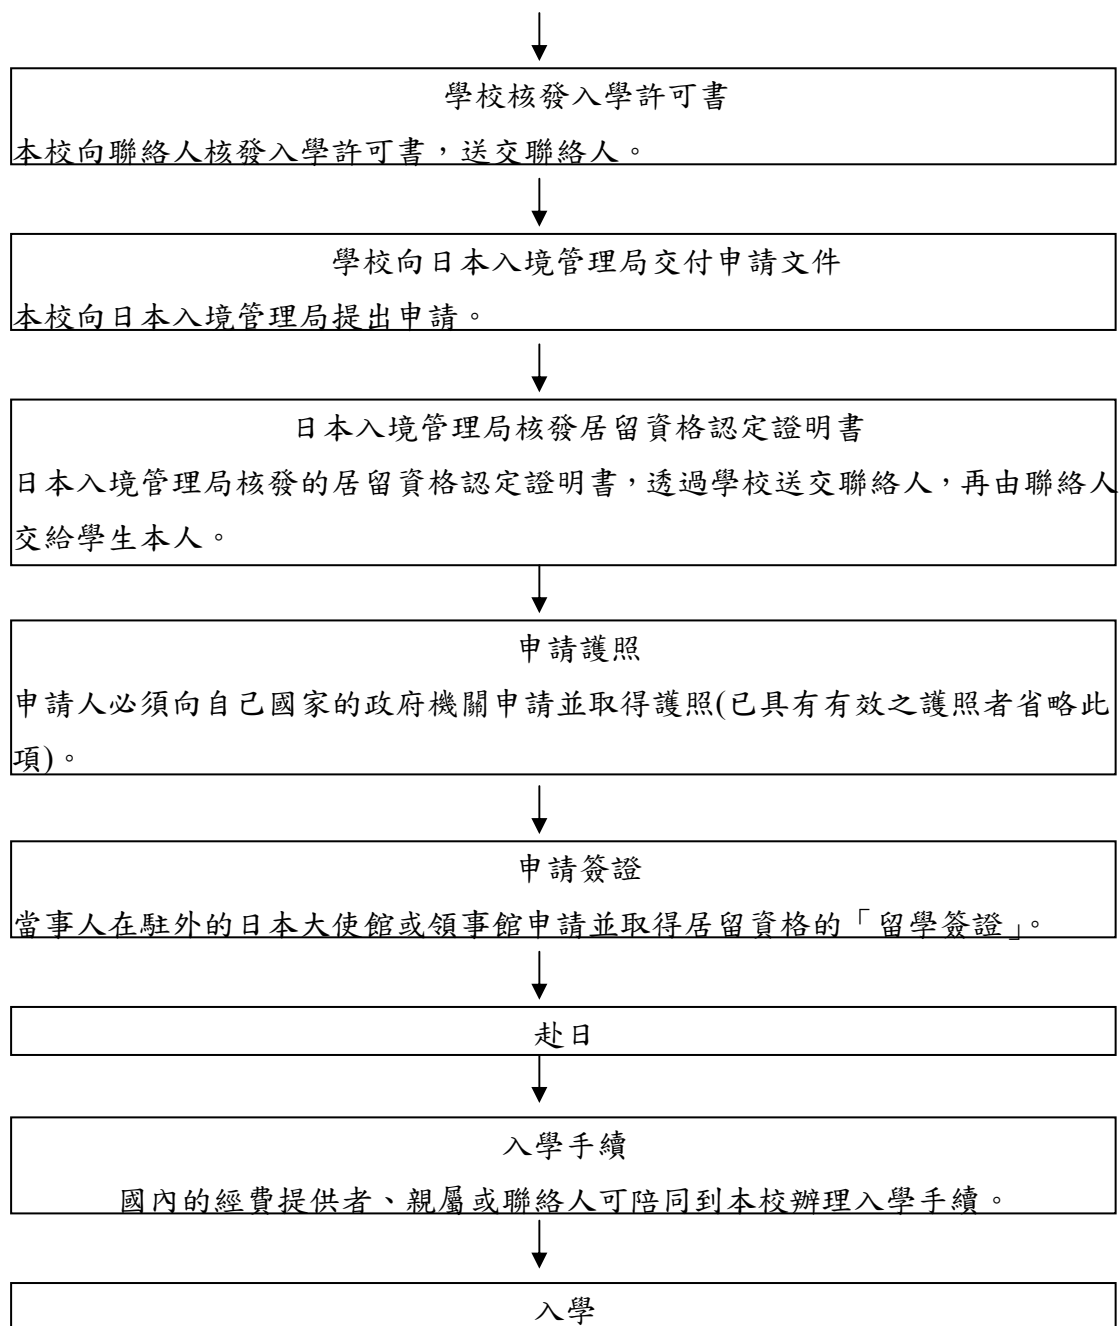 學校核發入學許可書
本校向聯絡人核發入學許可書，送交聯絡人。
學校向日本入境管理局交付申請文件
本校向日本入境管理局提出申請。
日本入境管理局核發居留資格認定證明書
日本入境管理局核發的居留資格認定證明書，透過學校送交聯絡人，再由聯絡人
交給學生本人。
申請護照
申請人必須向自己國家的政府機關申請並取得護照(已具有有效之護照者省略此
項)。
申請簽證
當事人在駐外的日本大使館或領事館申請並取得居留資格的「留學簽證」。
赴日
入學手續
國內的經費提供者、親屬或聯絡人可陪同到本校辦理入學手續。
入學